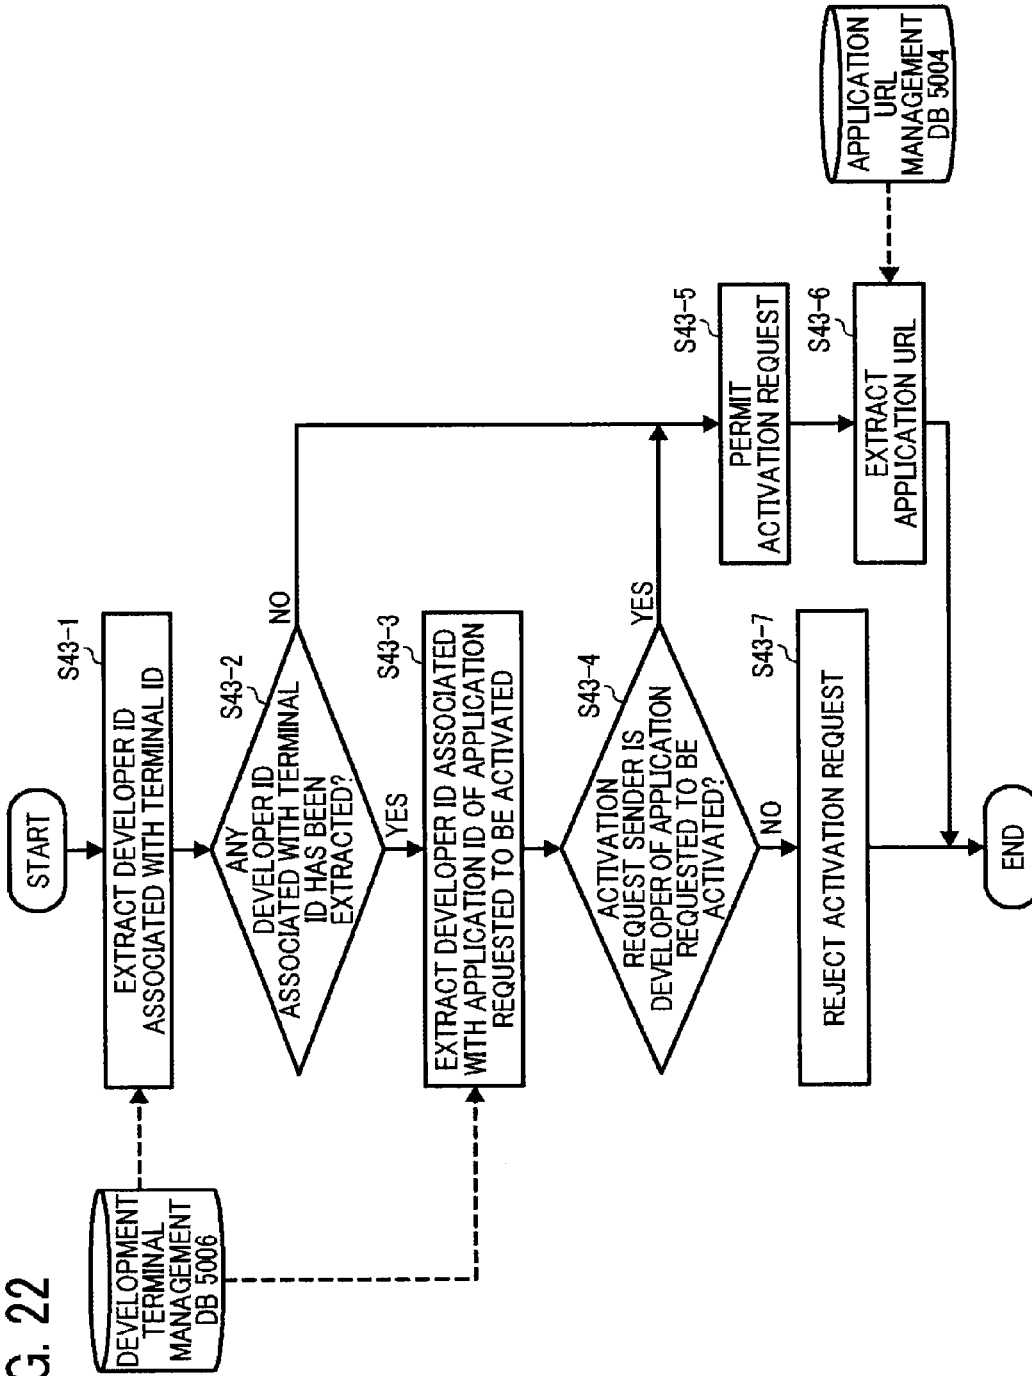 G. 22
START
S43-1
EXTRACT DEVELOPER ID
ASSOCIATED WITH TERMINAL ID
DEVELOPMENT
TERMINAL
MANAGEMENT
DB 5006
S43-2
ANY
DEVELOPER ID
ASSOCIATED WITH TERMINAL
ID HAS BEEN
EXTRACTED?
NO
YES
S43-3
EXTRACT DEVELOPER ID ASSOCIATED
WITH APPLICATION ID OF APPLICATION
REQUESTED TO BE ACTIVATED
S43-4
ACTIVATION
REQUEST SENDER IS
DEVELOPER OF APPLICATION
REQUESTED TO BE
ACTIVATED?
YES
NO
S43-5
PERMIT
ACTIVATION REQUEST
S43-6
EXTRACT
APPLICATION URL
APPLICATION
URL
MANAGEMENT
DB 5004
S43-7
REJECT ACTIVATION REQUEST
END